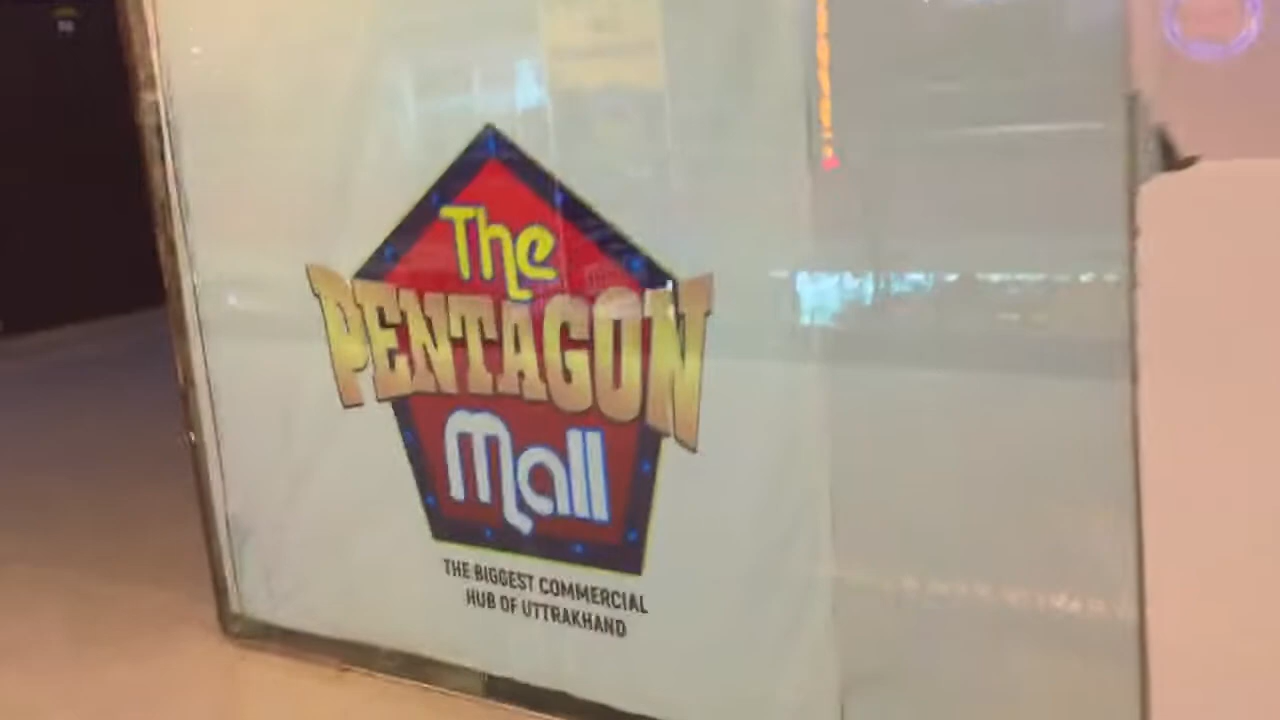 The
PENTAGON
Mall
THE BIGGEST COMMERCIAL
HUB OF UTTRAKHAND